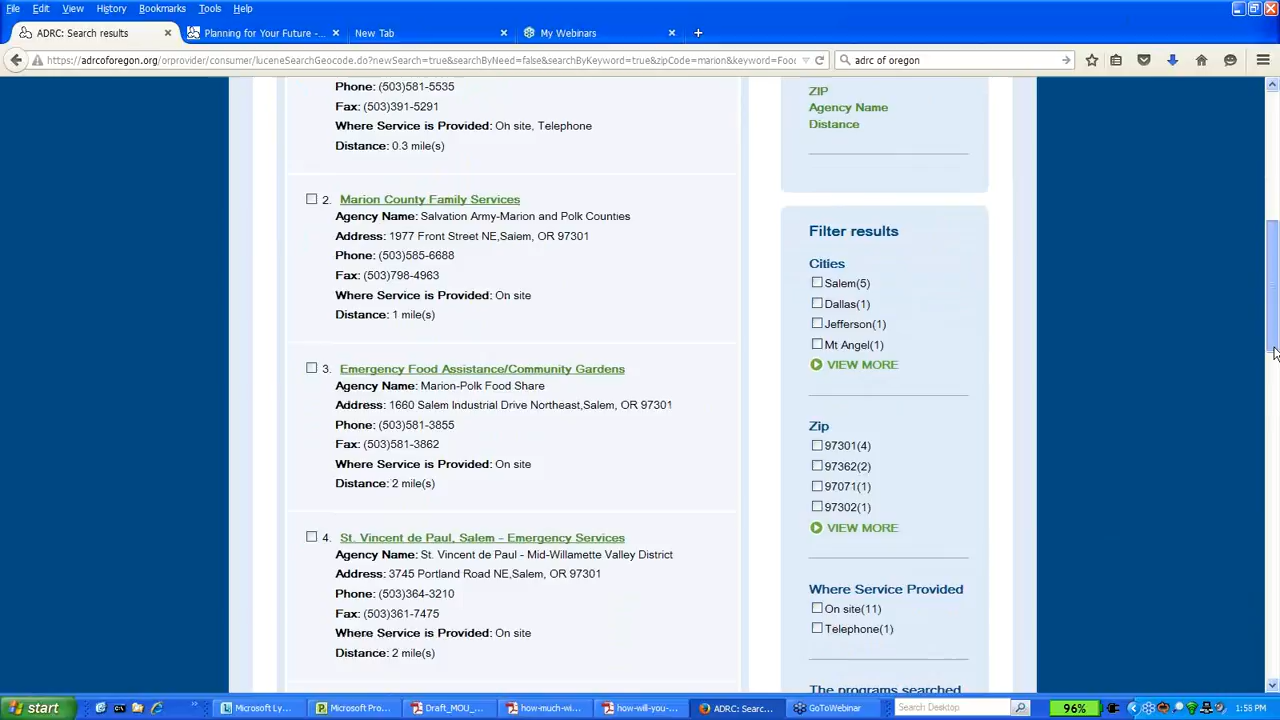 File Edit View History Bookmarks Tools Help
ADRC: Search results × Planning for Your Future -... × New Tab × My Webinars ×
https://adrcoforegon.org/orprovider/consumer/luceneSearchGeocode.do?newSearch=true&searchByNeed=false&searchByKeyword=true&zipCode=marion&keyword=Food adrc of oregon
Phone: (503)581-5535
Fax: (503)391-5291
Where Service is Provided: On site, Telephone
Distance: 0.3 mile(s)
2. Marion County Family Services
Agency Name: Salvation Army-Marion and Polk Counties
Address: 1977 Front Street NE,Salem, OR 97301
Phone: (503)585-6688
Fax: (503)798-4963
Where Service is Provided: On site
Distance: 1 mile(s)
3. Emergency Food Assistance/Community Gardens
Agency Name: Marion-Polk Food Share
Address: 1660 Salem Industrial Drive Northeast,Salem, OR 97301
Phone: (503)581-3855
Fax: (503)581-3862
Where Service is Provided: On site
Distance: 2 mile(s)
4. St. Vincent de Paul, Salem - Emergency Services
Agency Name: St. Vincent de Paul - Mid-Willamette Valley District
Address: 3745 Portland Road NE,Salem, OR 97301
Phone: (503)364-3210
Fax: (503)361-7475
Where Service is Provided: On site
Distance: 2 mile(s)
ZIP
Agency Name
Distance
Filter results
Cities
Salem(5)
Dallas(1)
Jefferson(1)
Mt Angel(1)
VIEW MORE
Zip
97301(4)
97362(2)
97071(1)
97302(1)
VIEW MORE
Where Service Provided
On site(11)
Telephone(1)
The programs searched
start Microsoft Ly... Microsoft Pro... Draft_MOU_... how-much-wi... how-will-you-... ADRC: Searc... GoToWebinar Search Desktop 96% 1:55 PM